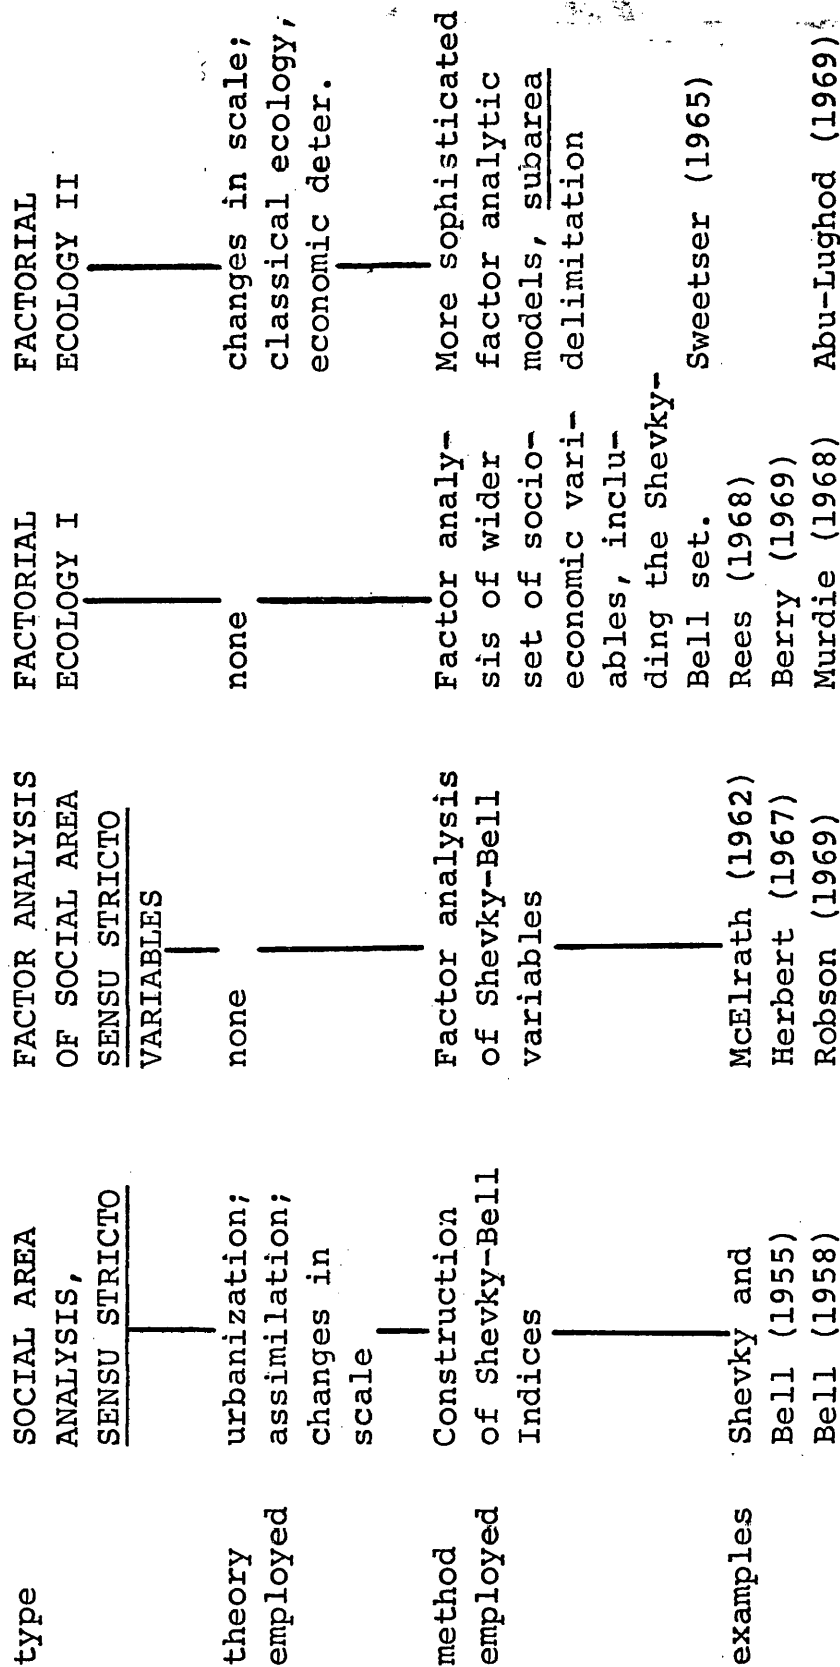 type
SOCIAL AREA
ANALYSIS,
SENSU STRICTO
FACTOR ANALYSIS
OF SOCIAL AREA
SENSU STRICTO
VARIABLES
FACTORIAL
ECOLOGY I
FACTORIAL
ECOLOGY II
theory
employed
urbanization;
assimilation;
changes in
scale
none
none
changes in scale;
classical ecology,
economic deter.
method
employed
Construction
of Shevky-Bell
Indices
Factor analysis
of Shevky-Bell
variables
Factor analy-
sis of wider
set of socio-
economic vari-
ables, inclu-
ding the Shevky-
Bell set.
More sophisticated
factor analytic
models, subarea
delimitation
examples
Shevky and
Bell (1955)
Bell (1958)
McElrath (1962)
Herbert (1967)
Robson (1969)
Rees (1968)
Berry (1969)
Murdie (1968)
Sweetser (1965)
Abu-Lughod (1969)